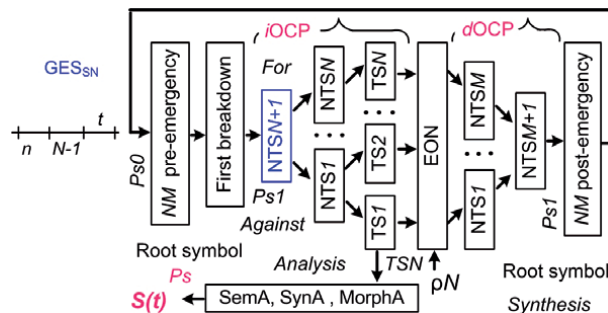 iOCP
dOCP
GES_SN
For
t
n
N-1
Ps0
NM pre-emergency
First breakdown
NTSN+1
Ps1
Against
NTSN
. . .
NTS1
TSN
. . .
TS2
TS1
EON
NTSM
. . .
NTS1
NTSM+1
Ps1
NM post-emergency
Root symbol
Analysis
TSN
ρN
Root symbol
Ps
S(t)
SemA, SynA , MorphA
Synthesis